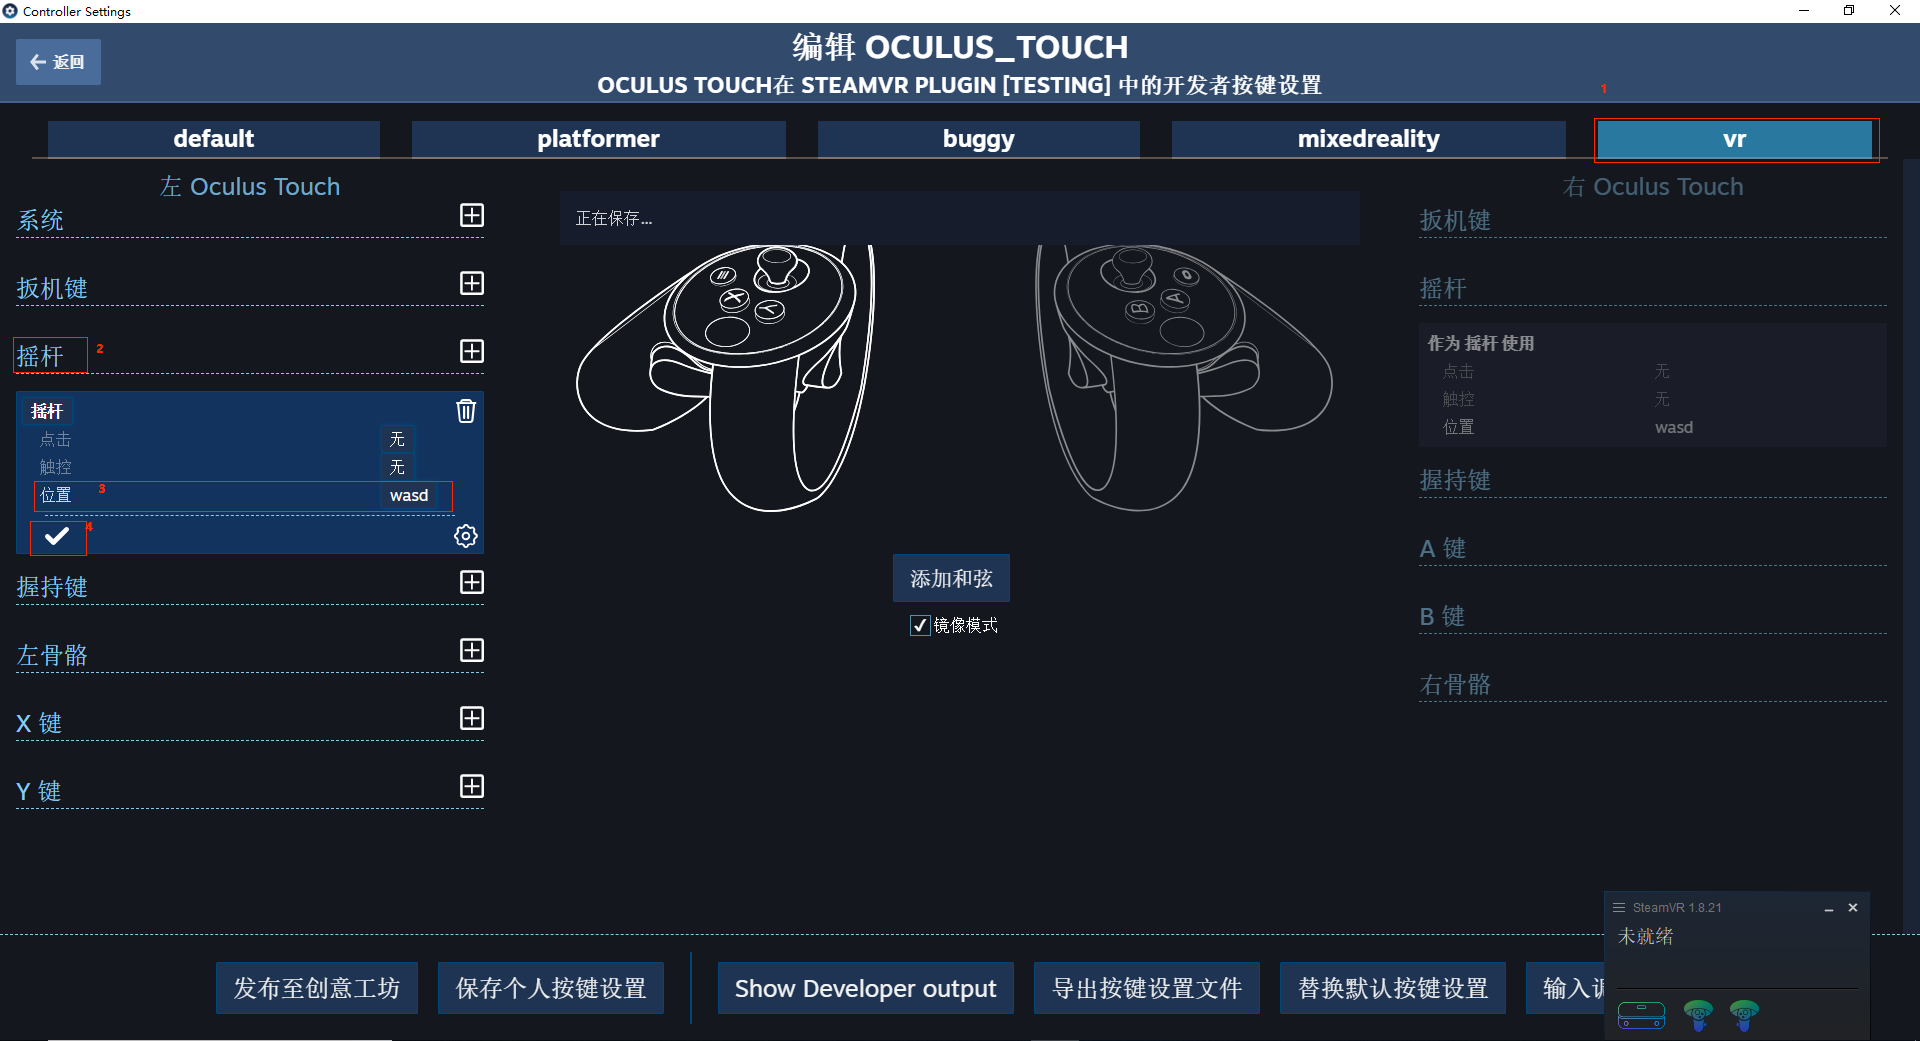 Controller Settings
返回
编辑 OCULUS_TOUCH
OCULUS TOUCH在 STEAMVR PLUGIN [TESTING] 中的开发者按键设置
1
default
platformer
buggy
mixedreality
vr
左 Oculus Touch
系统
扳机键
摇杆
2
摇杆
点击
无
触控
无
位置
3
wasd
4
握持键
左骨骼
X 键
Y 键
正在保存...
X
Y
B
A
添加和弦
镜像模式
右 Oculus Touch
扳机键
摇杆
作为 摇杆 使用
点击
无
触控
无
位置
wasd
握持键
A 键
B 键
右骨骼
发布至创意工坊
保存个人按键设置
Show Developer output
导出按键设置文件
替换默认按键设置
输入
SteamVR 1.8.21
未就绪